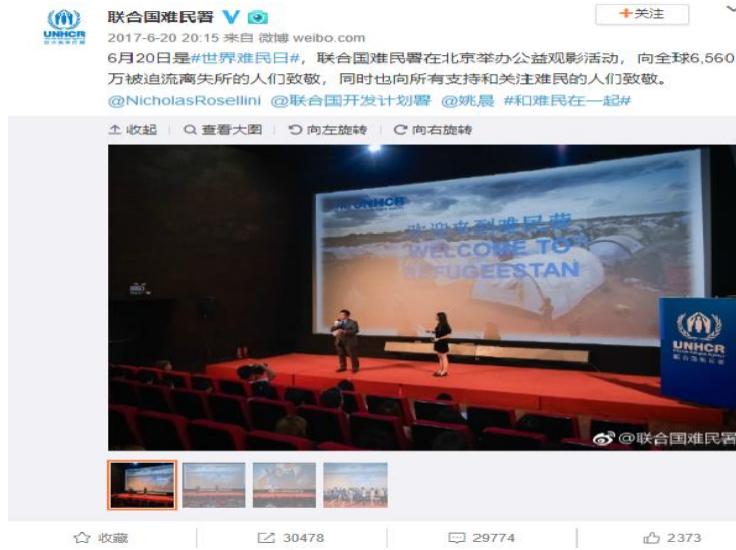 UNHCR
联合国难民署
2017-6-20 20:15 来自 微博 weibo.com
+关注
6月20日是#世界难民日#，联合国难民署在北京举办公益观影活动，向全球6,560
万被迫流离失所的人们致敬，同时也向所有支持和关注难民的人们致敬。
@NicholasRosellini @联合国开发计划署 @姚晨 #和难民在一起#
收起 查看大图 向左旋转 向右旋转
UNHCR
欢迎来到难民营
WELCOME TO
REFUGEESTAN
UNHCR
联合国难民署
@联合国难民署
收藏 30478 29774 2373